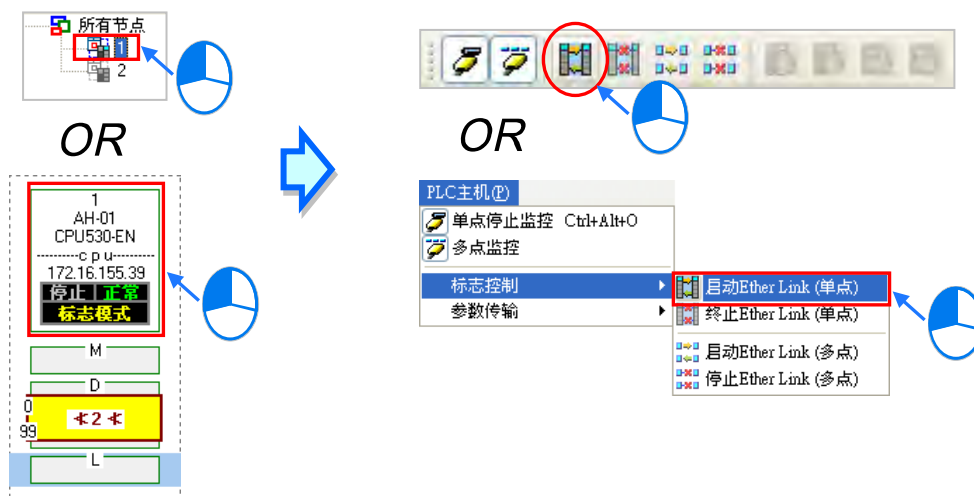 所有节点
1
2
OR
1
AH-01
CPU530-EN
---------c p u---------
172.16.155.39
停止 正常
标志模式
M
D
0
99
2
L
OR
PLC主机(P)
单点停止监控 Ctrl+Alt+O
多点监控
标志控制
参数传输
启动Ether Link (单点)
终止Ether Link (单点)
启动Ether Link (多点)
停止Ether Link (多点)